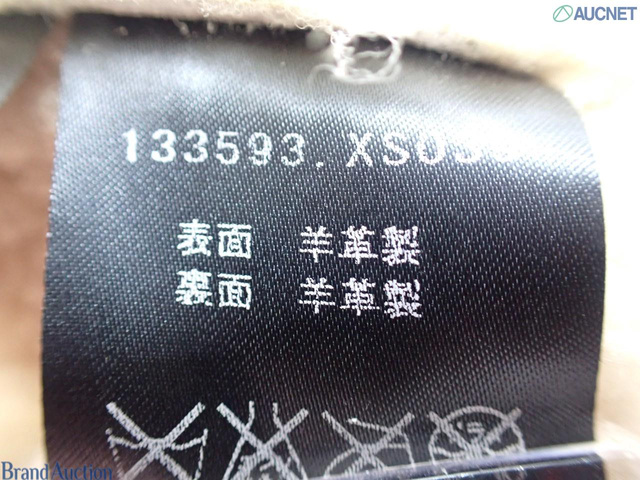 AUCNET
133593. XS0
表面 羊革製
裏面 羊革製
Brand Auction